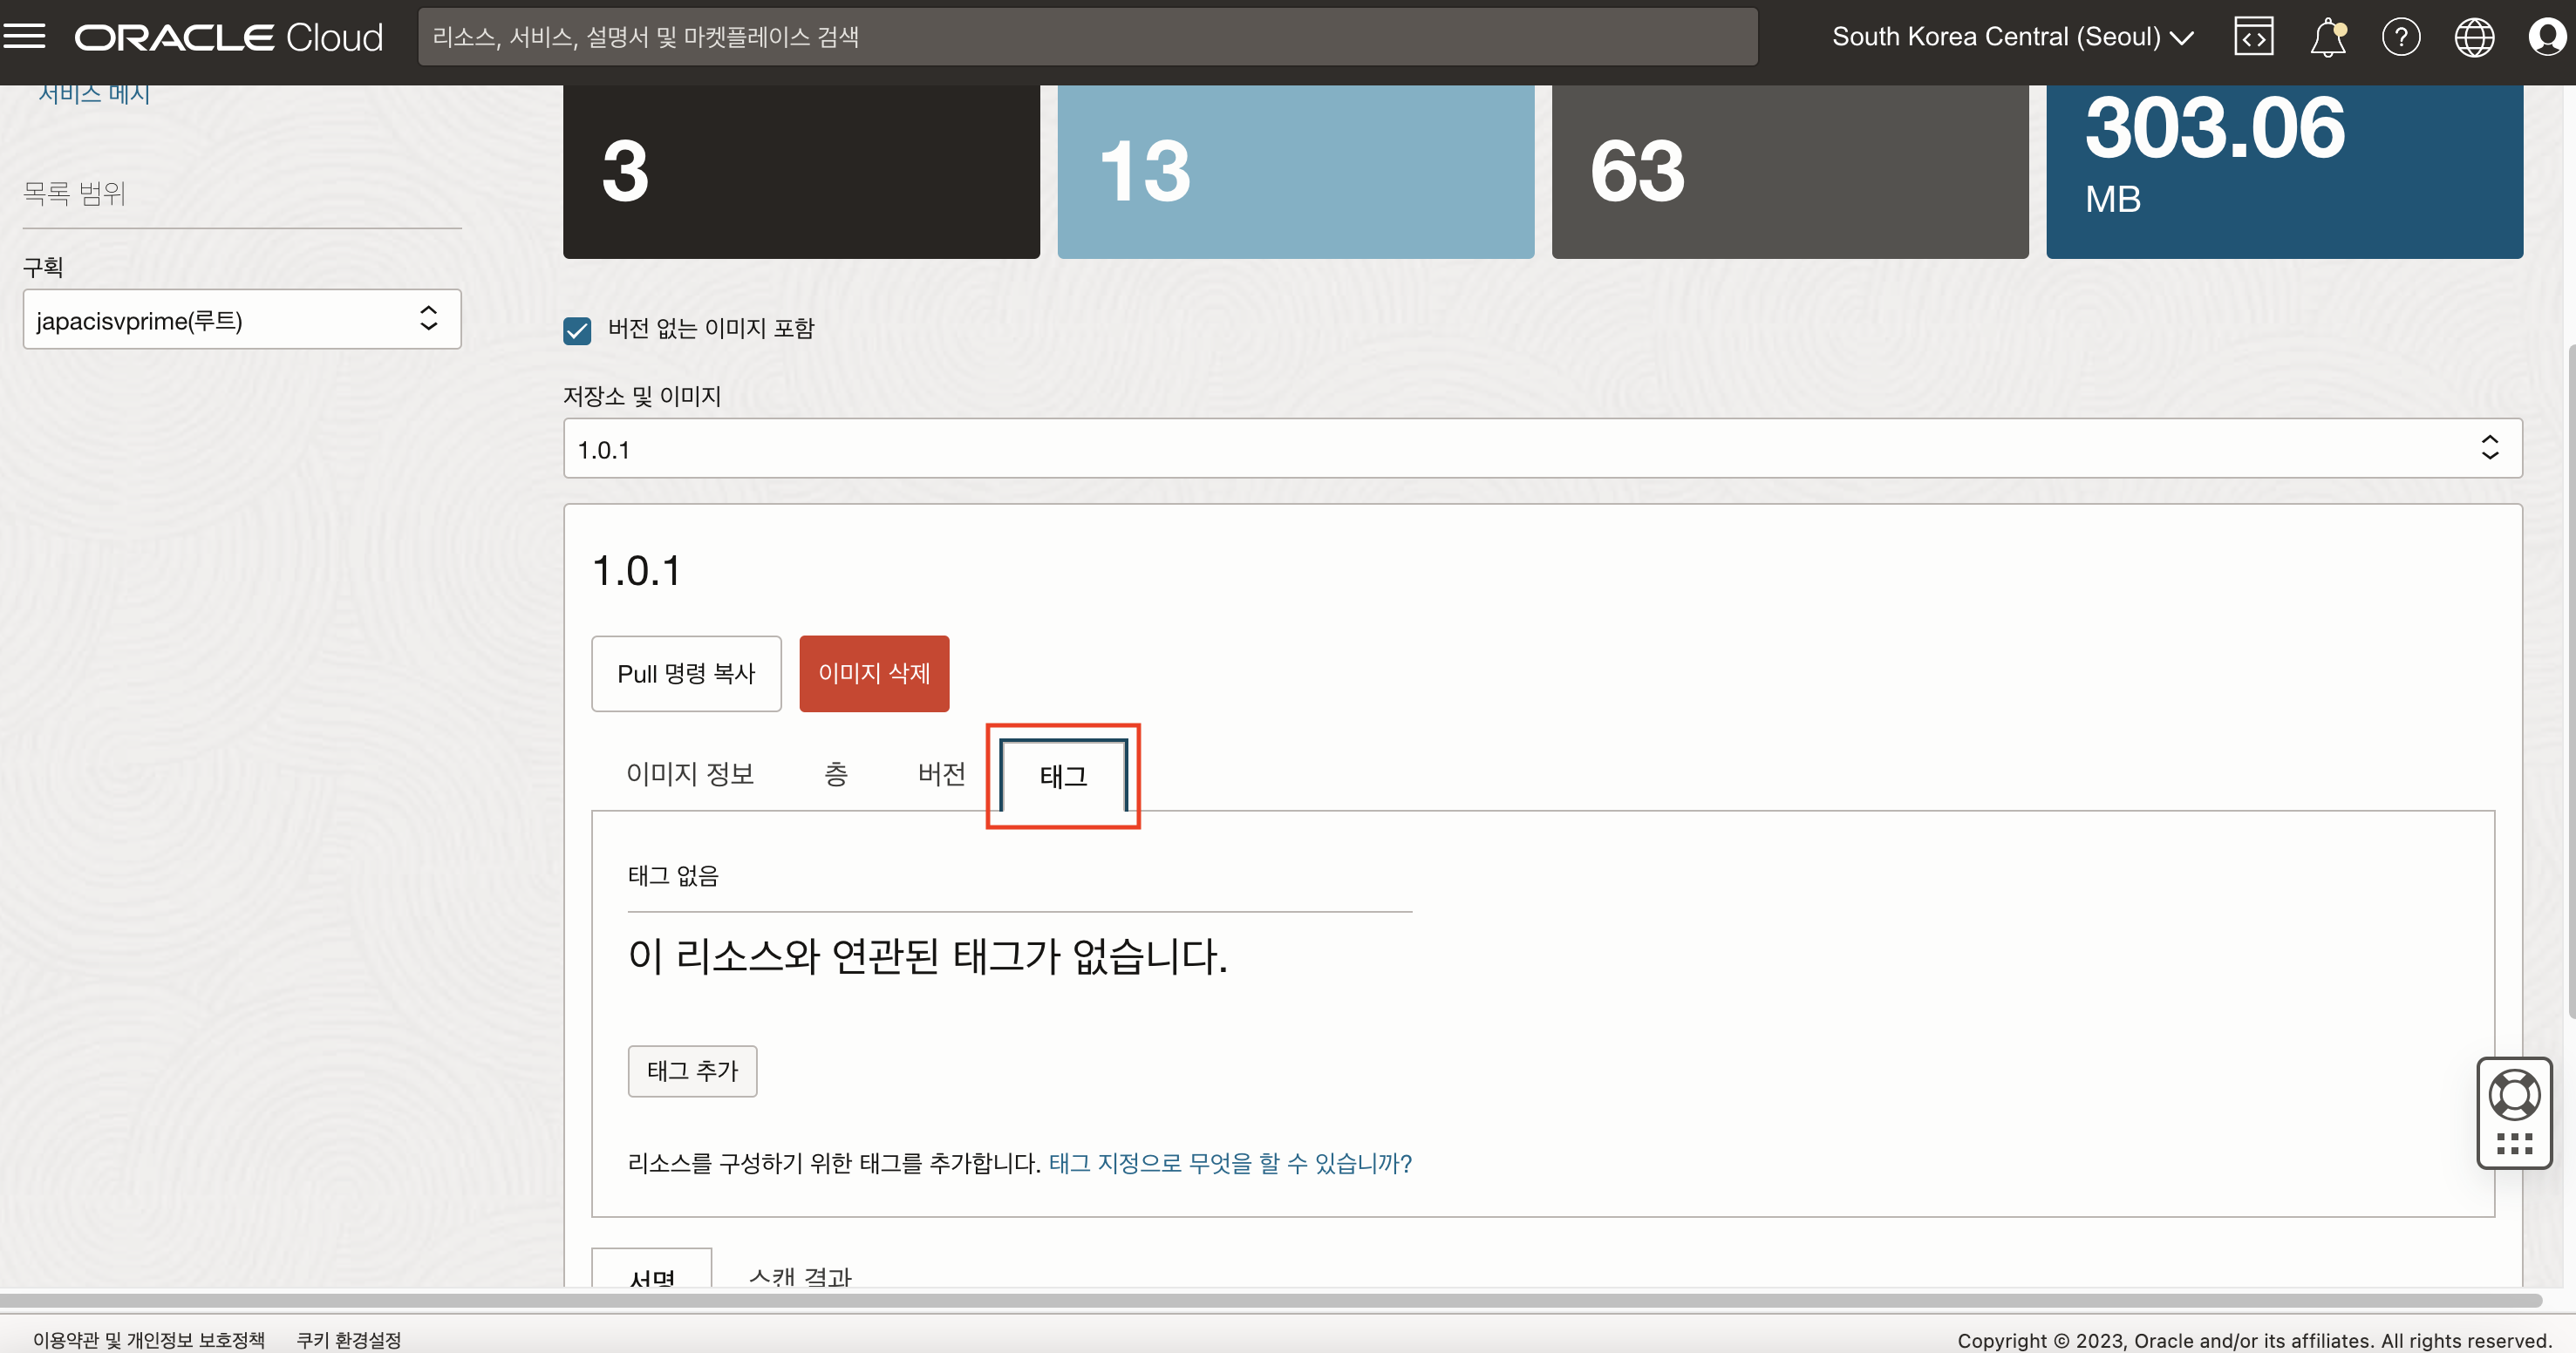 ORACLE Cloud
리소스, 서비스, 설명서 및 마켓플레이스 검색
South Korea Central (Seoul)
서비스 메시
목록 범위
구획
japacisvprime(루트)
3
13
63
303.06
MB
버전 없는 이미지 포함
저장소 및 이미지
1.0.1
1.0.1
Pull 명령 복사
이미지 삭제
이미지 정보
층
버전
태그
태그 없음
이 리소스와 연관된 태그가 없습니다.
태그 추가
리소스를 구성하기 위한 태그를 추가합니다. 태그 지정으로 무엇을 할 수 있습니까?
서명
스캔 결과
이용약관 및 개인정보 보호정책
쿠키 환경설정
Copyright © 2023, Oracle and/or its affiliates. All rights reserved.